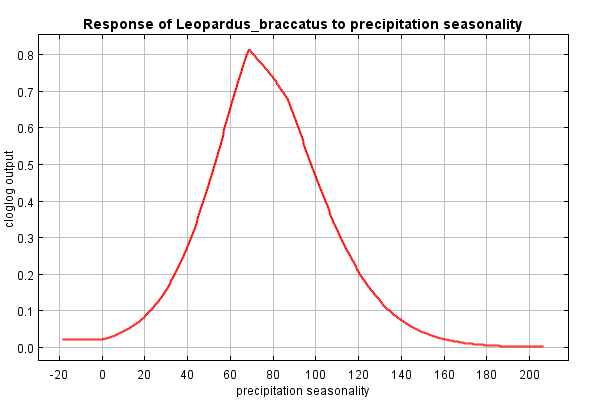 Response of Leopardus_braccatus to precipitation seasonality
cloglog output
0.8
0.7
0.6
0.5
0.4
0.3
0.2
0.1
0.0
-20 0 20 40 60 80 100 120 140 160 180 200
precipitation seasonality